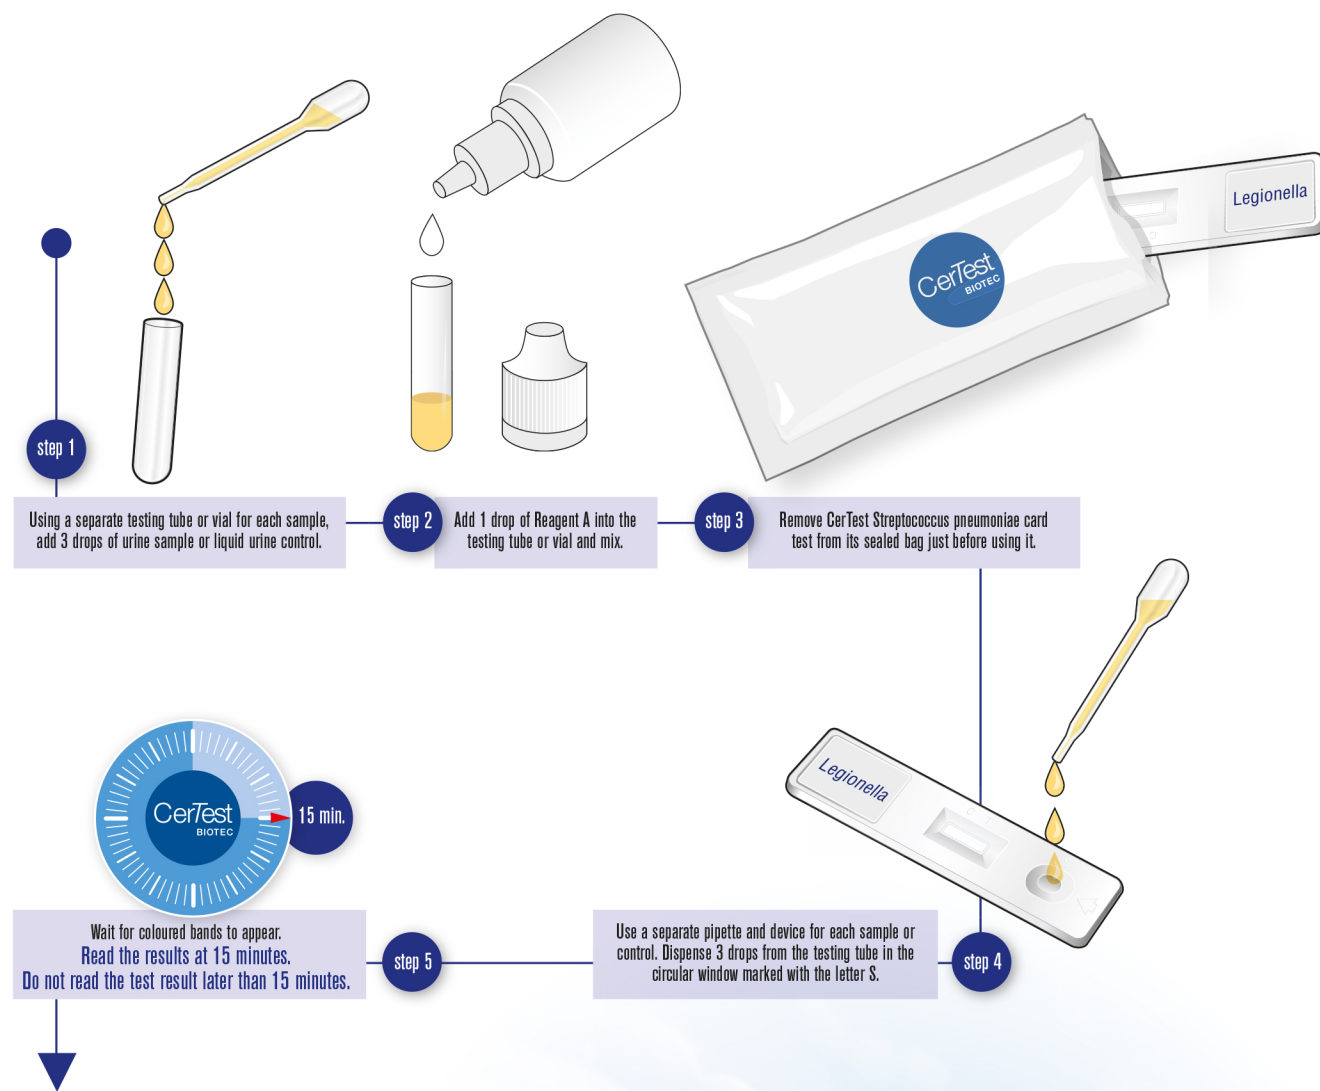 Legionella
CerTest
BIOTEC
step 1
Using a separate testing tube or vial for each sample,
add 3 drops of urine sample or liquid urine control.
step 2
Add 1 drop of Reagent A into the
testing tube or vial and mix.
step 3
Remove CerTest Streptococcus pneumoniae card
test from its sealed bag just before using it.
Legionella
C T
step 4
Use a separate pipette and device for each sample or
control. Dispense 3 drops from the testing tube in the
circular window marked with the letter S.
CerTest
BIOTEC
15 min.
step 5
Wait for coloured bands to appear.
Read the results at 15 minutes.
Do not read the test result later than 15 minutes.